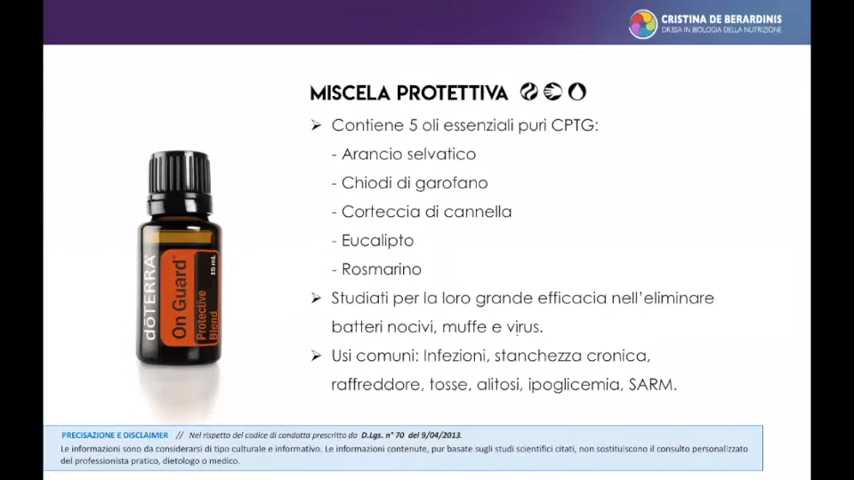 CRISTINA DE BERARDINIS
DR.SSA IN BIOLOGIA DELLA NUTRIZIONE
MISCELA PROTETTIVA
➢ Contiene 5 oli essenziali puri CPTG:
- Arancio selvatico
- Chiodi di garofano
- Corteccia di cannella
- Eucalipto
- Rosmarino
➢ Studiati per la loro grande efficacia nell'eliminare
batteri nocivi, muffe e virus.
➢ Usi comuni: Infezioni, stanchezza cronica,
raffreddore, tosse, alitosi, ipoglicemia, SARM.
dōTERRA
On Guard™
Protective
Blend
15 mL
PRECISAZIONE E DISCLAIMER // Nel rispetto del codice di condotta prescritto da D.Lgs. n° 70 del 9/04/2013.
Le informazioni sono da considerarsi di tipo culturale e informativo. Le informazioni contenute, pur basate sugli studi scientifici citati, non sostituiscono il consulto personalizzato
del professionista pratico, dietologo o medico.